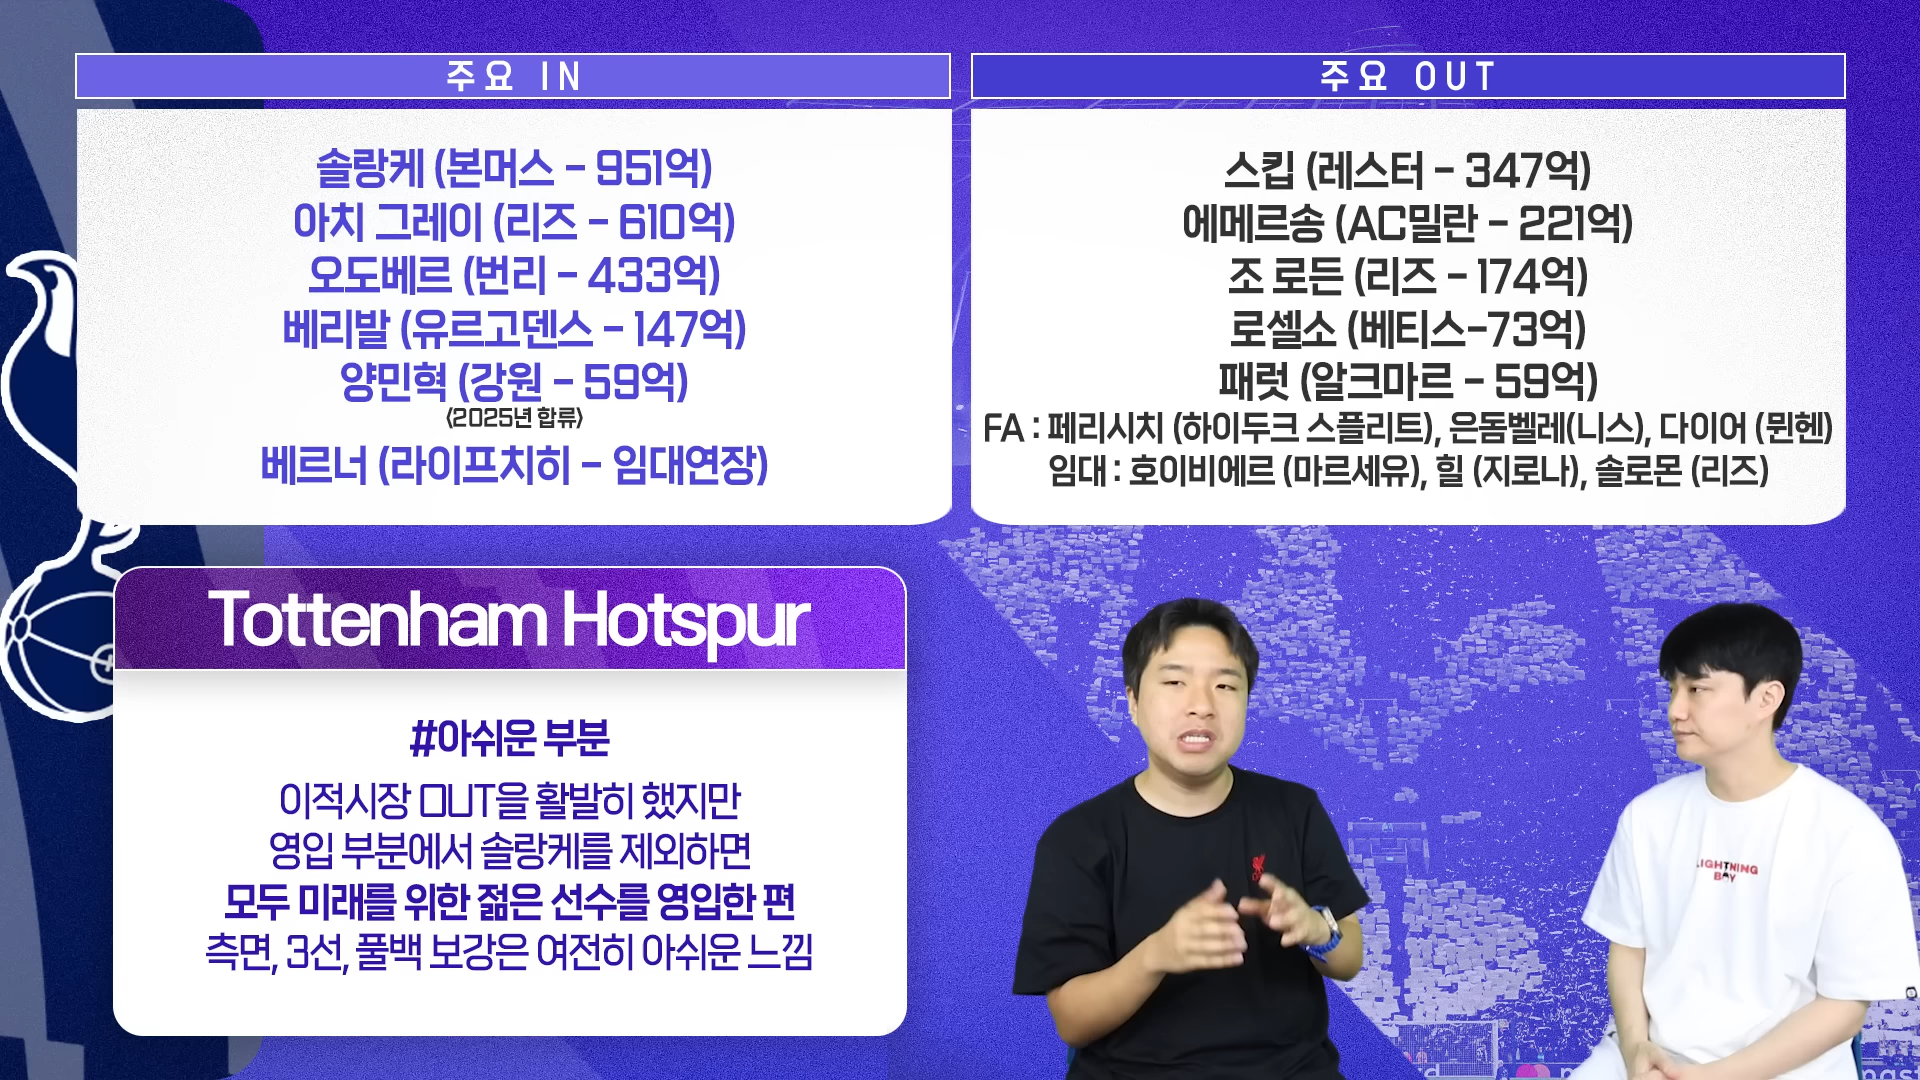 주요 IN
솔랑케 (본머스 - 951억)
아치 그레이 (리즈 - 610억)
오도베르 (번리 - 433억)
베리발 (유르고덴스 - 147억)
양민혁 (강원 - 59억)
(2025년 합류)
베르너 (라이프치히 - 임대연장)
주요 OUT
스킵 (레스터 - 347억)
에메르송 (AC밀란 - 221억)
조 로든 (리즈 - 174억)
로셀소 (베티스-73억)
패럿 (알크마르 - 59억)
FA : 페리시치 (하이두크 스플리트), 은돔벨레(니스), 다이어 (뮌헨)
임대 : 호이비에르 (마르세유), 힐 (지로나), 솔로몬 (리즈)
Tottenham Hotspur
#아쉬운 부분
이적시장 OUT을 활발히 했지만
영입 부분에서 솔랑케를 제외하면
모두 미래를 위한 젊은 선수를 영입한 편
측면, 3선, 풀백 보강은 여전히 아쉬운 느낌
LIGHTNING
BAY